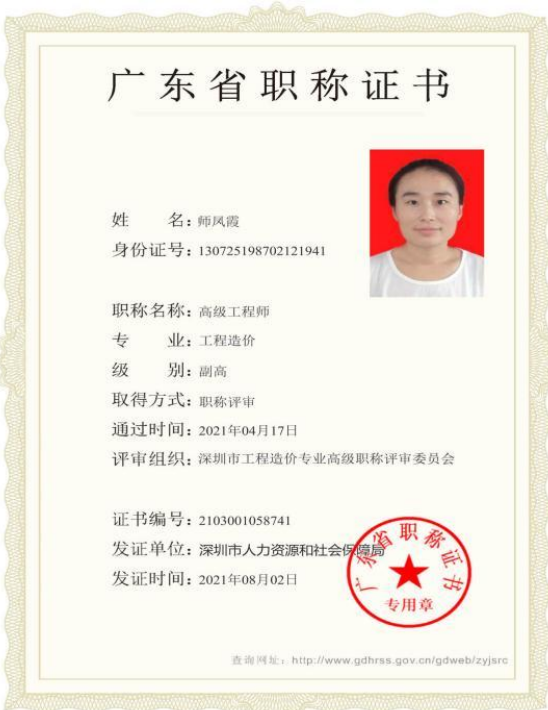 广东省职称证书
姓　　名：师凤霞
身份证号：130725198702121941
职称名称：高级工程师
专　　业：工程造价
级　　别：副高
取得方式：职称评审
通过时间：2021年04月17日
评审组织：深圳市工程造价专业高级职称评审委员会
证书编号：2103001058741
发证单位：深圳市人力资源和社会保障局
发证时间：2021年08月02日
广东省职称证书
专用章
查询网址：http://www.gdhrss.gov.cn/gdweb/zyjsrc